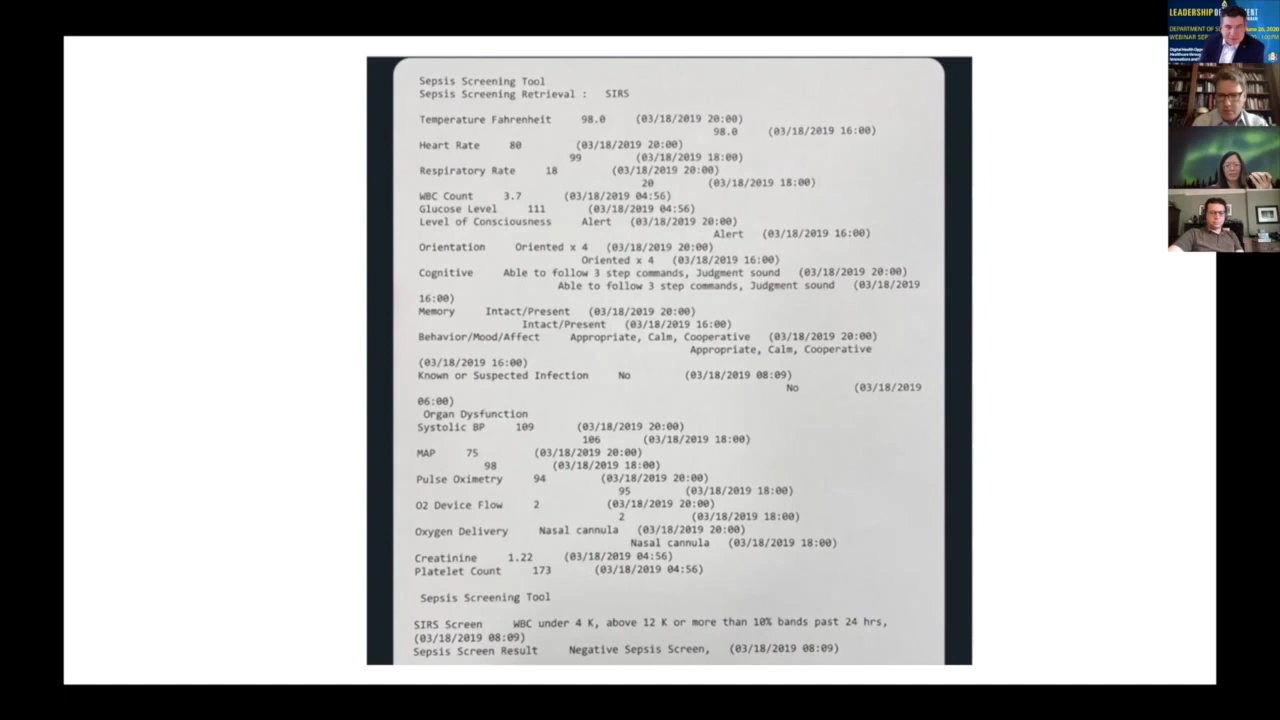 Sepsis Screening Tool
Sepsis Screening Retrieval : SIRS
Temperature Fahrenheit 98.0 (03/18/2019 20:00)
98.0 (03/18/2019 16:00)
Heart Rate 80 (03/18/2019 20:00)
99 (03/18/2019 18:00)
Respiratory Rate 18 (03/18/2019 20:00)
20 (03/18/2019 18:00)
WBC Count 3.7 (03/18/2019 04:56)
Glucose Level 111 (03/18/2019 04:56)
Level of Consciousness Alert (03/18/2019 20:00)
Alert (03/18/2019 16:00)
Orientation Oriented x 4 (03/18/2019 20:00)
Oriented x 4 (03/18/2019 16:00)
Cognitive Able to follow 3 step commands, Judgment sound (03/18/2019 20:00)
Able to follow 3 step commands, Judgment sound (03/18/2019
16:00)
Memory Intact/Present (03/18/2019 20:00)
Intact/Present (03/18/2019 16:00)
Behavior/Mood/Affect Appropriate, Calm, Cooperative (03/18/2019 20:00)
Appropriate, Calm, Cooperative
(03/18/2019 16:00)
Known or Suspected Infection No (03/18/2019 08:09)
No (03/18/2019
06:00)
Organ Dysfunction
Systolic BP 109 (03/18/2019 20:00)
106 (03/18/2019 18:00)
MAP 75 (03/18/2019 20:00)
98 (03/18/2019 18:00)
Pulse Oximetry 94 (03/18/2019 20:00)
95 (03/18/2019 18:00)
O2 Device Flow 2 (03/18/2019 20:00)
2 (03/18/2019 18:00)
Oxygen Delivery Nasal cannula (03/18/2019 20:00)
Nasal cannula (03/18/2019 18:00)
Creatinine 1.22 (03/18/2019 04:56)
Platelet Count 173 (03/18/2019 04:56)
Sepsis Screening Tool
SIRS Screen WBC under 4 K, above 12 K or more than 10% bands past 24 hrs,
(03/18/2019 08:09)
Sepsis Screen Result Negative Sepsis Screen, (03/18/2019 08:09)
LEADERSHIP
DEPARTMENT OF
June 26, 2020
WEBINAR
Digital Health